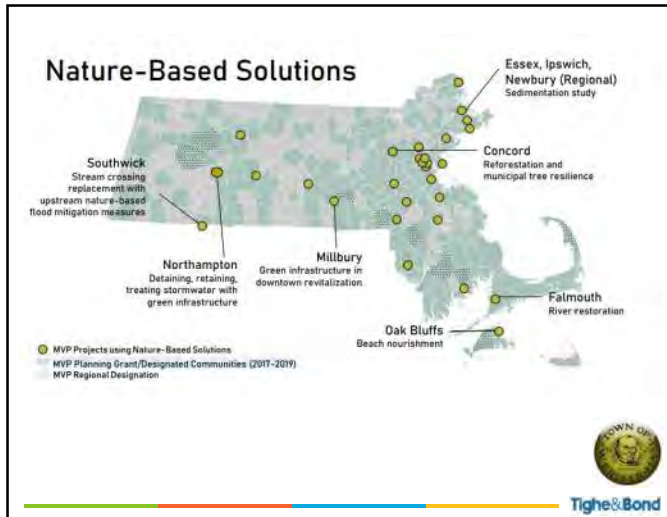 Nature-Based Solutions
Essex, Ipswich,
Newbury (Regional)
Sedimentation study
Concord
Reforestation and
municipal tree resilience
Southwick
Stream crossing
replacement with
upstream nature-based
flood mitigation measures
Northampton
Detaining, retaining,
treating stormwater with
green infrastructure
Millbury
Green infrastructure in
downtown revitalization
Falmouth
River restoration
Oak Bluffs
Beach nourishment
MVP Projects using Nature-Based Solutions
MVP Planning Grant/Designated Communities (2017-2019)
MVP Regional Designation
TOWN OF
Tighe&Bond